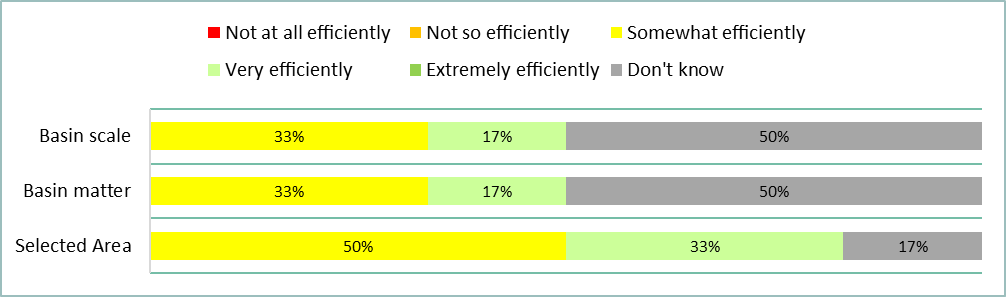 Not at all efficiently Not so efficiently Somewhat efficiently
Very efficiently Extremely efficiently Don't know
Basin scale 33% 17% 50%
Basin matter 33% 17% 50%
Selected Area 50% 33% 17%